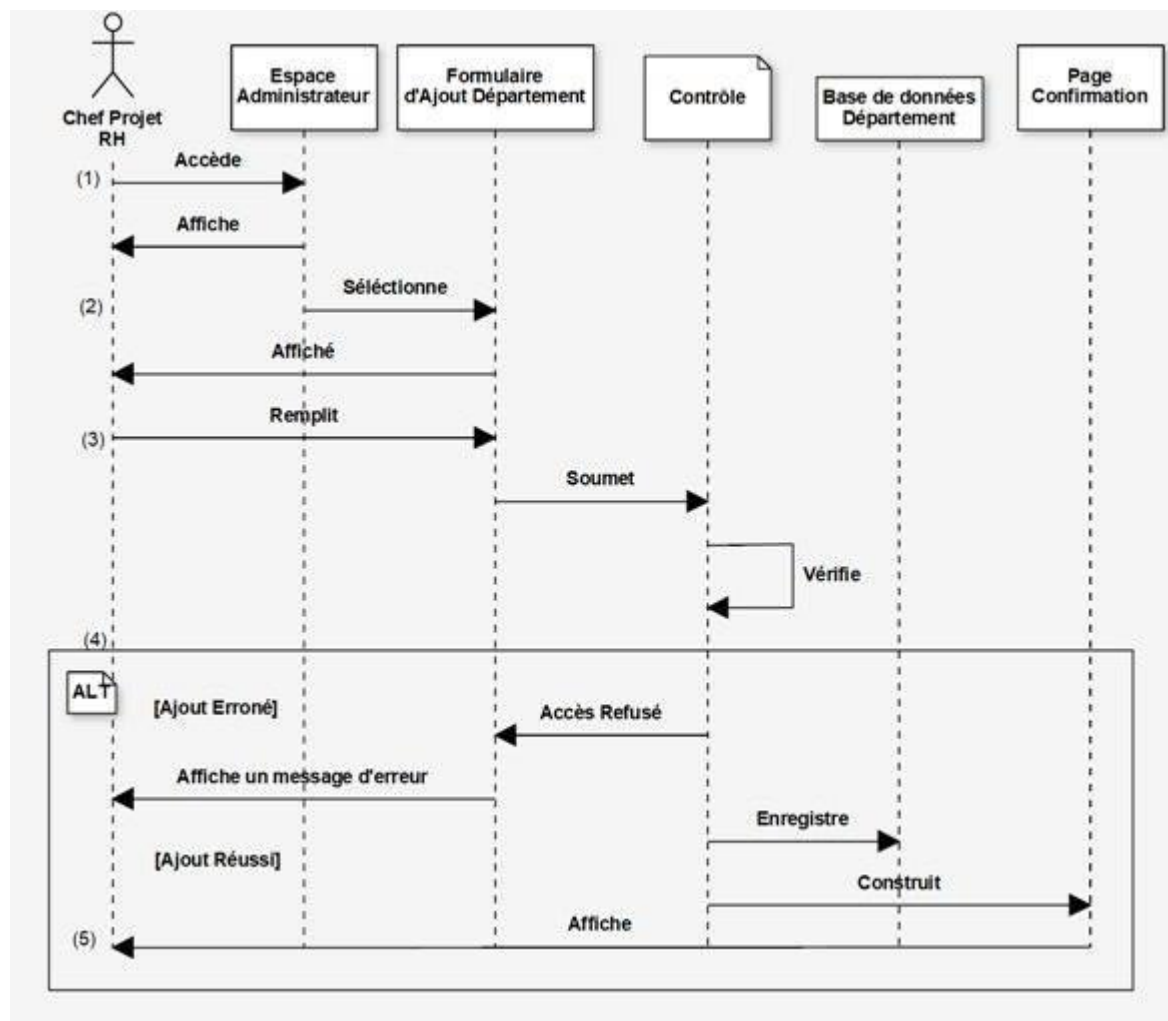 Chef Projet
RH
Espace
Administrateur
Formulaire
d'Ajout Département
Contrôle
Base de données
Département
Page
Confirmation
(1)
Accède
Affiche
(2)
Séléctionne
Affiché
(3)
Remplit
Soumet
Vérifie
(4)
ALT
[Ajout Erroné]
Accès Refusé
Affiche un message d'erreur
Enregistre
[Ajout Réussi]
Construit
Affiche
(5)